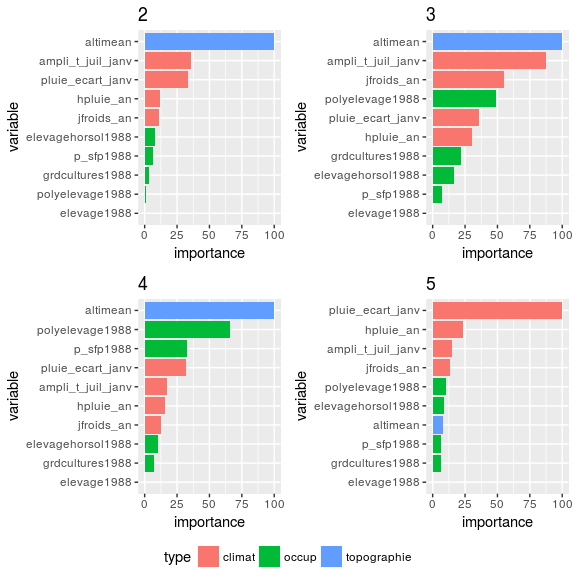 2
variable
altimean
ampli_t_juil_janv
pluie_ecart_janv
hpluie_an
jfroids_an
elevagehorsol1988
p_sfp1988
grdcultures1988
polyelevage1988
elevage1988
0 25 50 75 100
importance
3
variable
altimean
ampli_t_juil_janv
jfroids_an
polyelevage1988
pluie_ecart_janv
hpluie_an
grdcultures1988
elevagehorsol1988
p_sfp1988
elevage1988
0 25 50 75 100
importance
4
variable
altimean
polyelevage1988
p_sfp1988
pluie_ecart_janv
ampli_t_juil_janv
hpluie_an
jfroids_an
elevagehorsol1988
grdcultures1988
elevage1988
0 25 50 75 100
importance
5
variable
pluie_ecart_janv
hpluie_an
ampli_t_juil_janv
jfroids_an
polyelevage1988
elevagehorsol1988
altimean
p_sfp1988
grdcultures1988
elevage1988
0 25 50 75 100
importance
type climat occup topographie